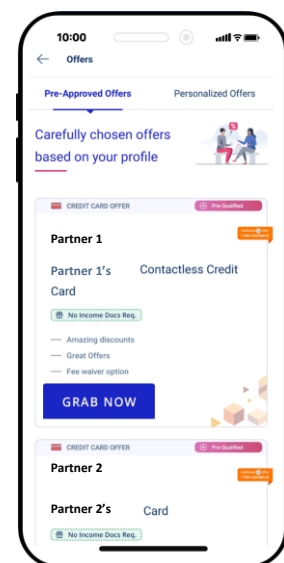 10:00
Offers
Pre-Approved Offers Personalized Offers
Carefully chosen offers
based on your profile
%
CREDIT CARD OFFER Pre-Qualified
Partner 1
Partner 1's Contactless Credit
Card
No Income Docs Req.
— Amazing discounts
— Great Offers
— Fee waiver option
GRAB NOW
CREDIT CARD OFFER Pre-Qualified
Partner 2
Partner 2's Card
No Income Docs Req.